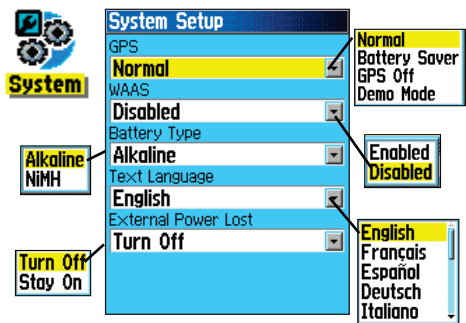 System
System Setup
GPS
Normal
WAAS
Disabled
Battery Type
Alkaline
Text Language
English
External Power Lost
Turn Off
Normal
Battery Saver
GPS Off
Demo Mode
Enabled
Disabled
Alkaline
NiMH
English
Français
Español
Deutsch
Italiano
Turn Off
Stay On